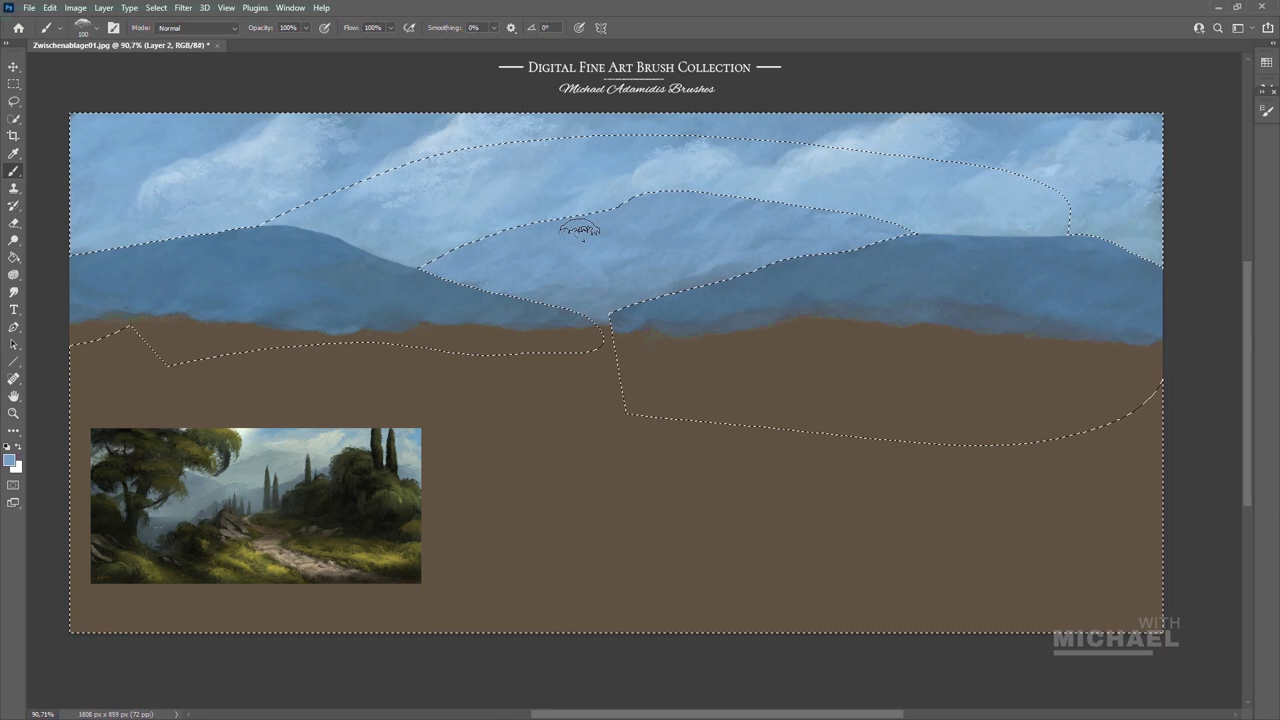 Ps File Edit Image Layer Type Select Filter 3D View Plugins Window Help
100 Mode: Normal Opacity: 100% Flow: 100% Smoothing: 0% 0°
Zwischenablage01.jpg @ 90,7% (Layer 2, RGB/8#) * ×
DIGITAL FINE ART BRUSH COLLECTION
Michael Adamidis Brushes
WITH
MICHAEL
90,71% 1808 px x 859 px (72 ppi)